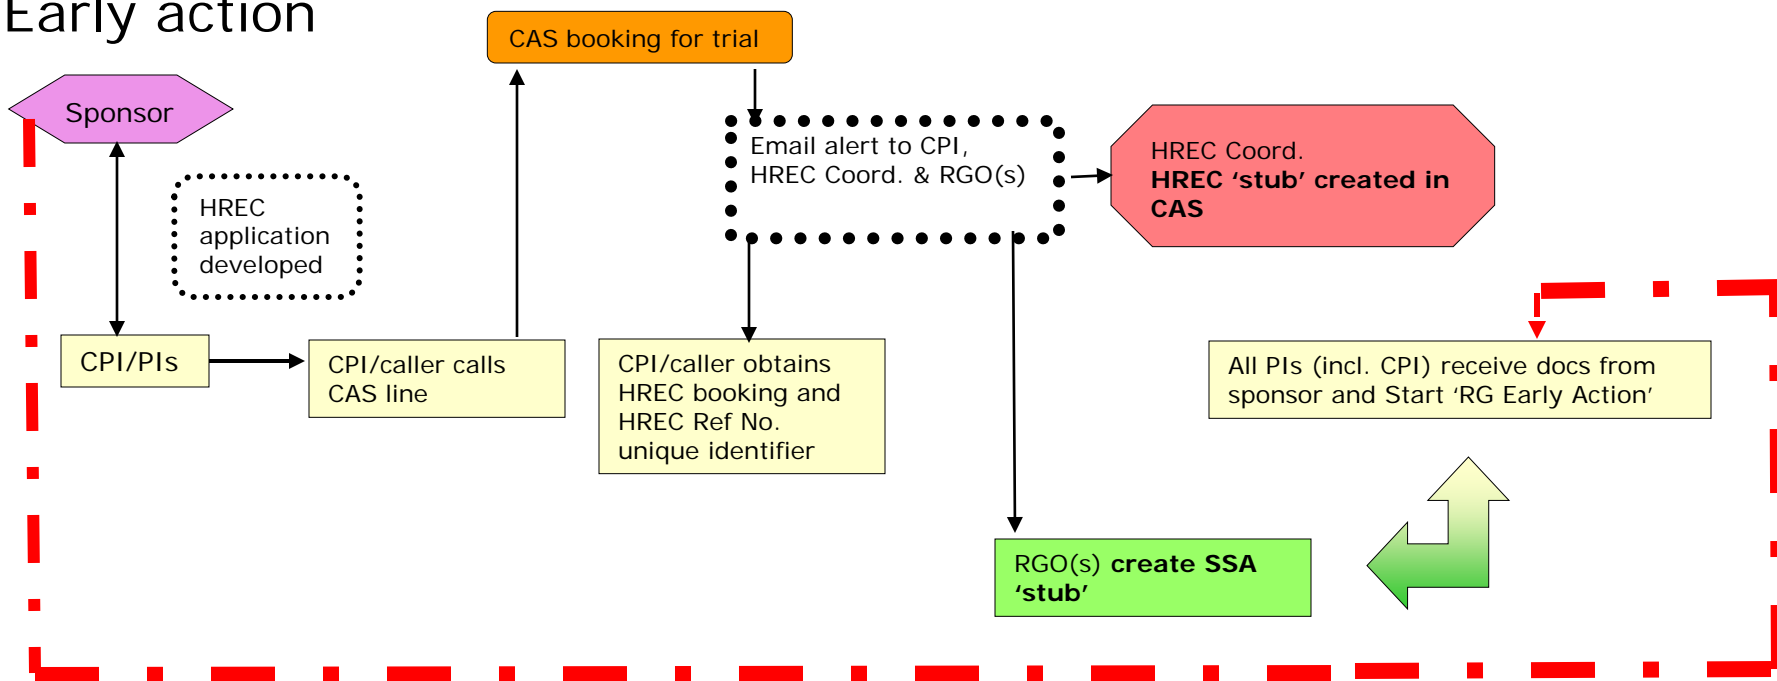 Early action
CAS booking for trial
Sponsor
Email alert to CPI,
HREC Coord. & RGO(s)
HREC Coord.
HREC ‘stub’ created in
CAS
HREC
application
developed
CPI/PIs
CPI/caller calls
CAS line
CPI/caller obtains
HREC booking and
HREC Ref No.
unique identifier
All PIs (incl. CPI) receive docs from
sponsor and Start ‘RG Early Action’
RGO(s) create SSA
‘stub’